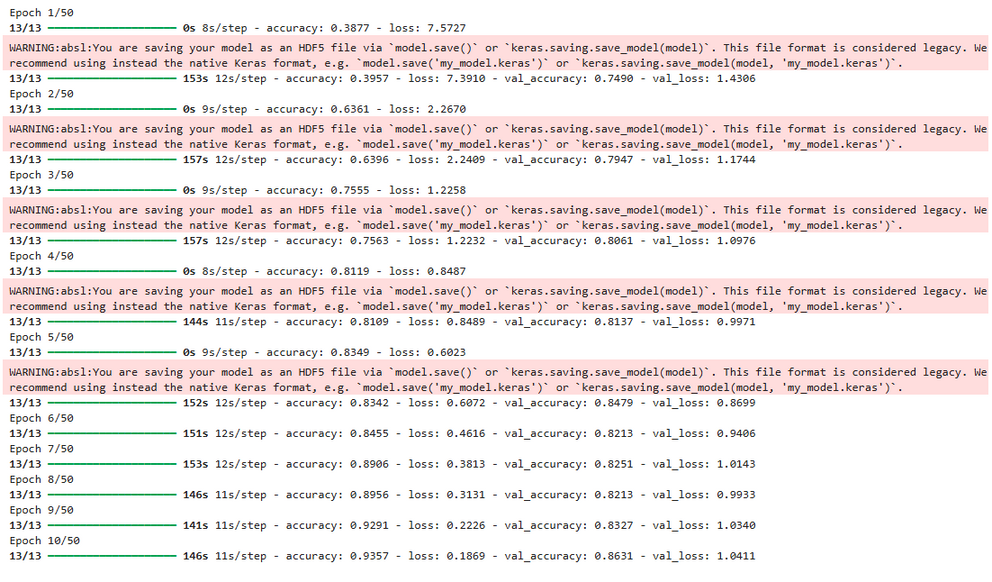 Epoch 1/50
13/13 ━━━━━━━━━━━━━━━━━━━━ 0s 8s/step - accuracy: 0.3877 - loss: 7.5727
WARNING:absl:You are saving your model as an HDF5 file via `model.save()` or `keras.saving.save_model(model)`. This file format is considered legacy. We
recommend using instead the native Keras format, e.g. `model.save('my_model.keras')` or `keras.saving.save_model(model, 'my_model.keras')`.
13/13 ━━━━━━━━━━━━━━━━━━━━ 153s 12s/step - accuracy: 0.3957 - loss: 7.3910 - val_accuracy: 0.7490 - val_loss: 1.4306
Epoch 2/50
13/13 ━━━━━━━━━━━━━━━━━━━━ 0s 9s/step - accuracy: 0.6361 - loss: 2.2670
WARNING:absl:You are saving your model as an HDF5 file via `model.save()` or `keras.saving.save_model(model)`. This file format is considered legacy. We
recommend using instead the native Keras format, e.g. `model.save('my_model.keras')` or `keras.saving.save_model(model, 'my_model.keras')`.
13/13 ━━━━━━━━━━━━━━━━━━━━ 157s 12s/step - accuracy: 0.6396 - loss: 2.2409 - val_accuracy: 0.7947 - val_loss: 1.1744
Epoch 3/50
13/13 ━━━━━━━━━━━━━━━━━━━━ 0s 9s/step - accuracy: 0.7555 - loss: 1.2258
WARNING:absl:You are saving your model as an HDF5 file via `model.save()` or `keras.saving.save_model(model)`. This file format is considered legacy. We
recommend using instead the native Keras format, e.g. `model.save('my_model.keras')` or `keras.saving.save_model(model, 'my_model.keras')`.
13/13 ━━━━━━━━━━━━━━━━━━━━ 157s 12s/step - accuracy: 0.7563 - loss: 1.2232 - val_accuracy: 0.8061 - val_loss: 1.0976
Epoch 4/50
13/13 ━━━━━━━━━━━━━━━━━━━━ 0s 8s/step - accuracy: 0.8119 - loss: 0.8487
WARNING:absl:You are saving your model as an HDF5 file via `model.save()` or `keras.saving.save_model(model)`. This file format is considered legacy. We
recommend using instead the native Keras format, e.g. `model.save('my_model.keras')` or `keras.saving.save_model(model, 'my_model.keras')`.
13/13 ━━━━━━━━━━━━━━━━━━━━ 144s 11s/step - accuracy: 0.8109 - loss: 0.8489 - val_accuracy: 0.8137 - val_loss: 0.9971
Epoch 5/50
13/13 ━━━━━━━━━━━━━━━━━━━━ 0s 9s/step - accuracy: 0.8349 - loss: 0.6023
WARNING:absl:You are saving your model as an HDF5 file via `model.save()` or `keras.saving.save_model(model)`. This file format is considered legacy. We
recommend using instead the native Keras format, e.g. `model.save('my_model.keras')` or `keras.saving.save_model(model, 'my_model.keras')`.
13/13 ━━━━━━━━━━━━━━━━━━━━ 152s 12s/step - accuracy: 0.8342 - loss: 0.6072 - val_accuracy: 0.8479 - val_loss: 0.8699
Epoch 6/50
13/13 ━━━━━━━━━━━━━━━━━━━━ 151s 12s/step - accuracy: 0.8455 - loss: 0.4616 - val_accuracy: 0.8213 - val_loss: 0.9406
Epoch 7/50
13/13 ━━━━━━━━━━━━━━━━━━━━ 153s 12s/step - accuracy: 0.8906 - loss: 0.3813 - val_accuracy: 0.8251 - val_loss: 1.0143
Epoch 8/50
13/13 ━━━━━━━━━━━━━━━━━━━━ 146s 11s/step - accuracy: 0.8956 - loss: 0.3131 - val_accuracy: 0.8213 - val_loss: 0.9933
Epoch 9/50
13/13 ━━━━━━━━━━━━━━━━━━━━ 141s 11s/step - accuracy: 0.9291 - loss: 0.2226 - val_accuracy: 0.8327 - val_loss: 1.0340
Epoch 10/50
13/13 ━━━━━━━━━━━━━━━━━━━━ 146s 11s/step - accuracy: 0.9357 - loss: 0.1869 - val_accuracy: 0.8631 - val_loss: 1.0411